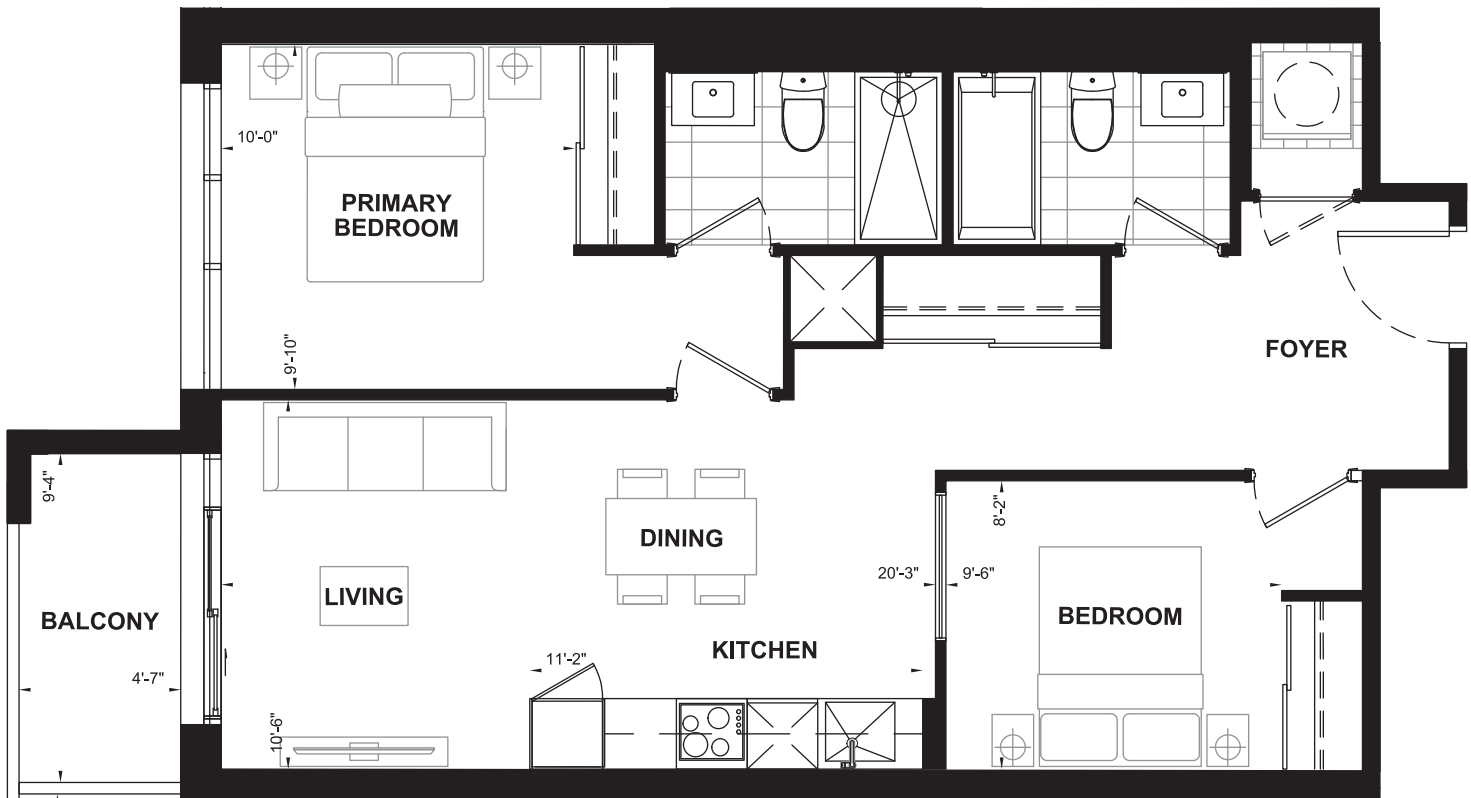 10'-0"
PRIMARY
BEDROOM
9'-10"
FOYER
9'-4"
8'-2"
DINING
20'-3"
9'-6"
LIVING
BALCONY
BEDROOM
KITCHEN
11'-2"
4'-7"
10'-6"